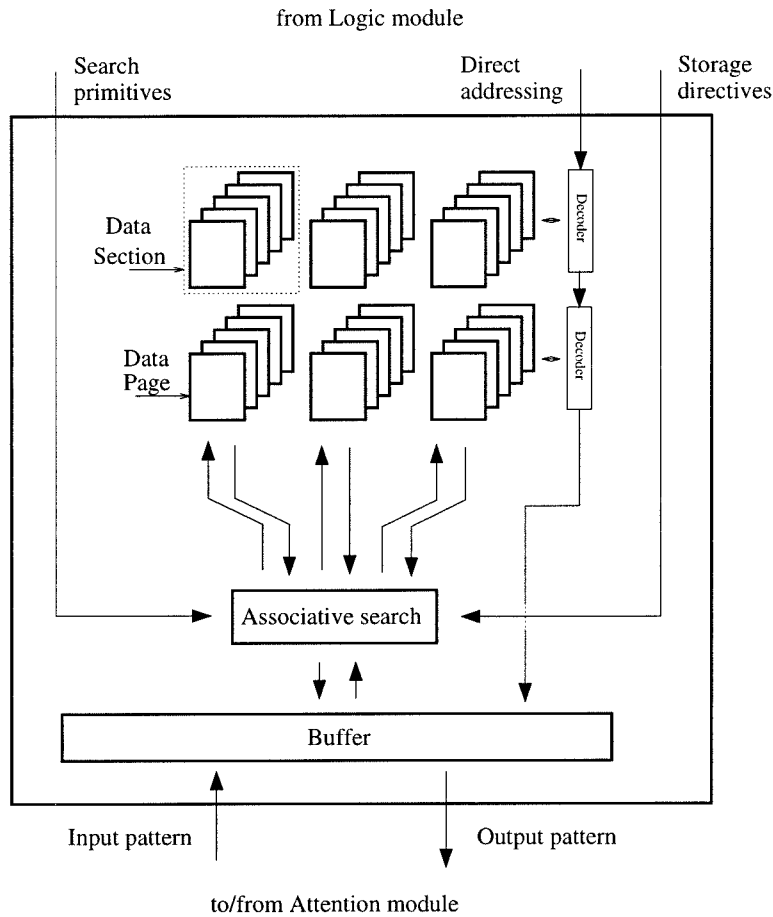 from Logic module
Search
primitives
Direct
addressing
Storage
directives
Data
Section
Decoder
Data
Page
Decoder
Associative search
Buffer
Input pattern
Output pattern
to/from Attention module